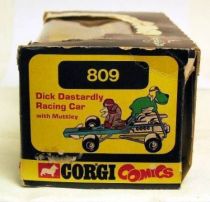 809
Dick Dastardly
Racing Car
with Muttley
CORGI COMICS